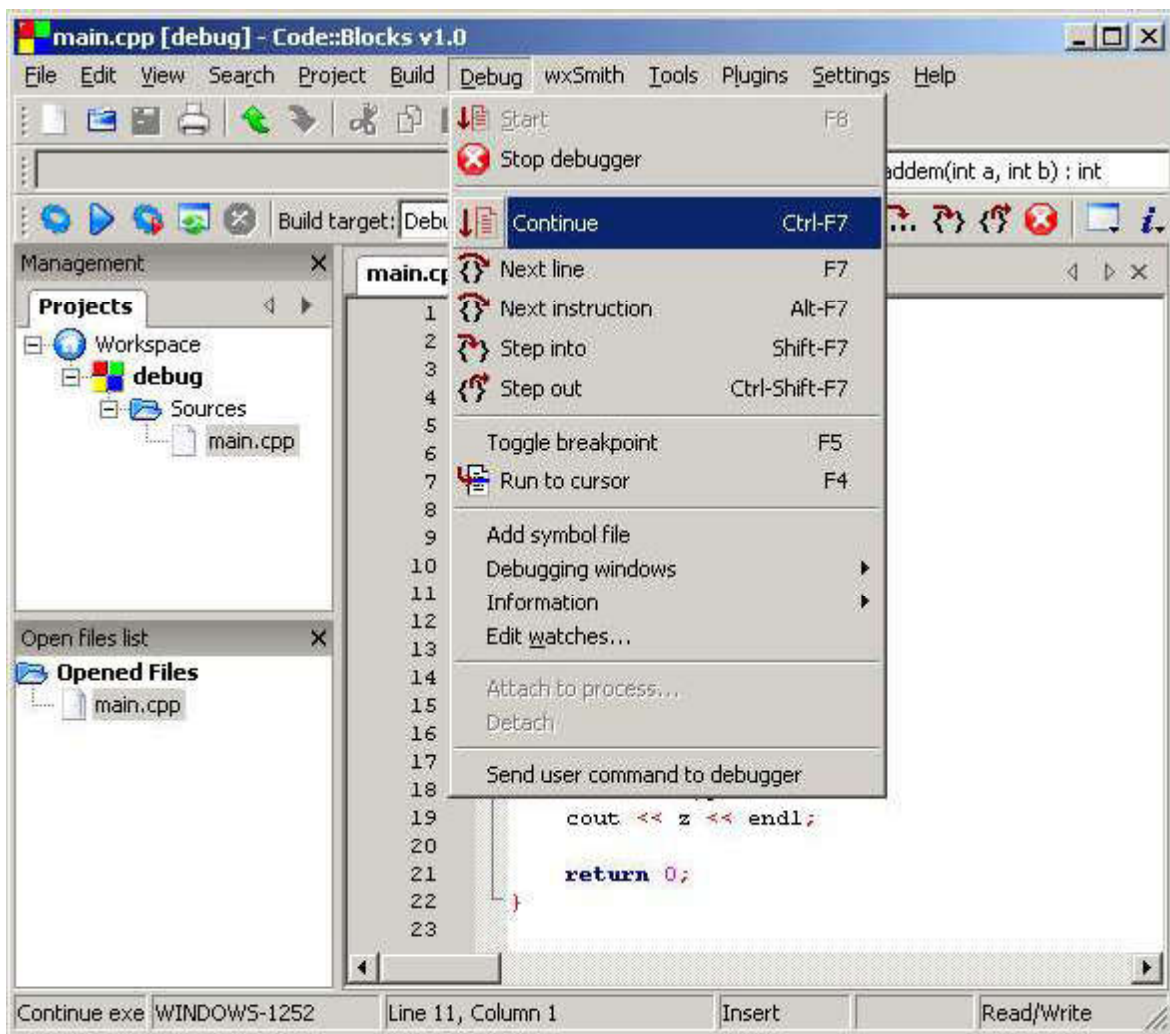 main.cpp [debug] - Code::Blocks v1.0
File Edit View Search Project Build Debug wxSmith Tools Plugins Settings Help
Start F8
Stop debugger
addem(int a, int b) : int
Build target: Debu
Continue Ctrl-F7
Management
main.cp
Next line F7
Projects
Next instruction Alt-F7
Workspace
Step into Shift-F7
debug
Step out Ctrl-Shift-F7
Sources
main.cpp
Toggle breakpoint F5
Run to cursor F4
Add symbol file
Debugging windows
Information
Edit watches...
Open files list
Opened Files
main.cpp
Attach to process...
Detach
Send user command to debugger
1
2
3
4
5
6
7
8
9
10
11
12
13
14
15
16
17
18
19 cout << z << endl;
20
21 return 0;
22 }
23
Continue exe WINDOWS-1252 Line 11, Column 1 Insert Read/Write